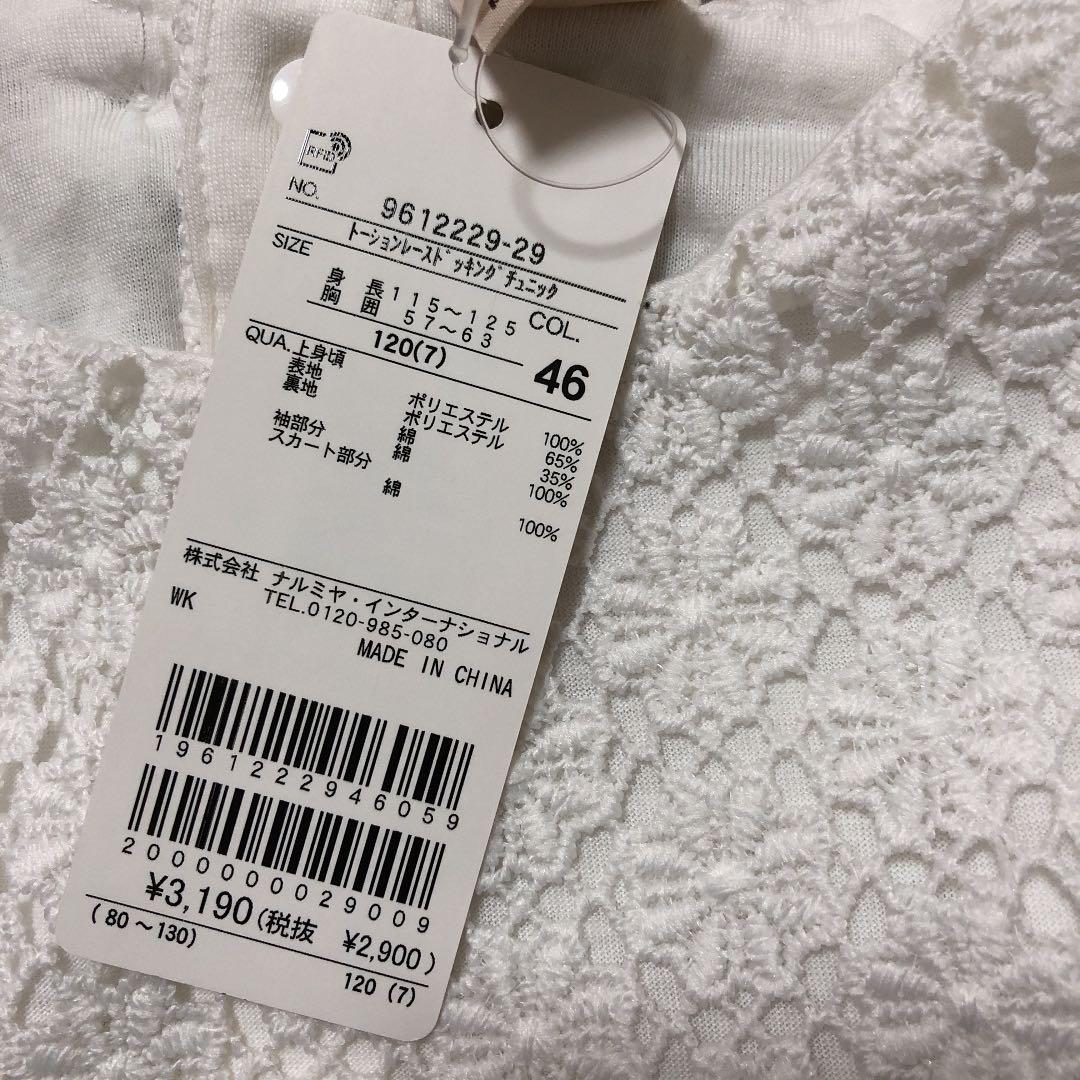 RFID
NO. 9612229-29
ﾄｰｼｮﾝﾚｰｽﾄﾞｯｷﾝｸﾞﾁｭﾆｯｸ
SIZE 身長 115～125 COL.
胸囲 57～63
120(7) 46
QUA. 上身頃
表地 ポリエステル 100%
裏地 ポリエステル 65%
綿 35%
袖部分 綿 100%
スカート部分
綿 100%
株式会社 ナルミヤ・インターナショナル
TEL.0120-985-080
WK MADE IN CHINA
1961222946059
2000000029009
¥3,190(税抜 ¥2,900)
(80～130)
120 (7)